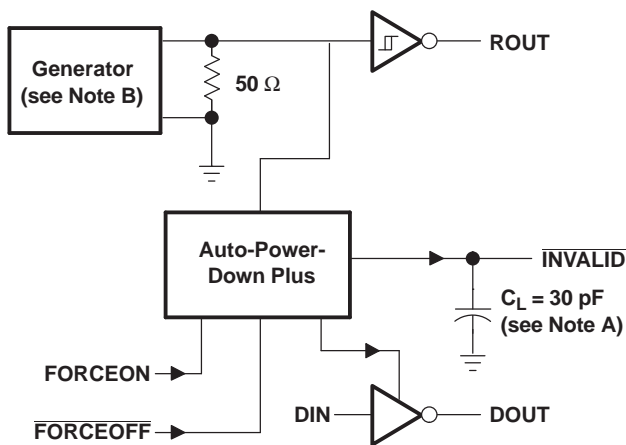 Generator
(see Note B)
50 Ω
ROUT
Auto-Power-
Down Plus
INVALID
C_L = 30 pF
(see Note A)
FORCEON
FORCEOFF
DIN
DOUT